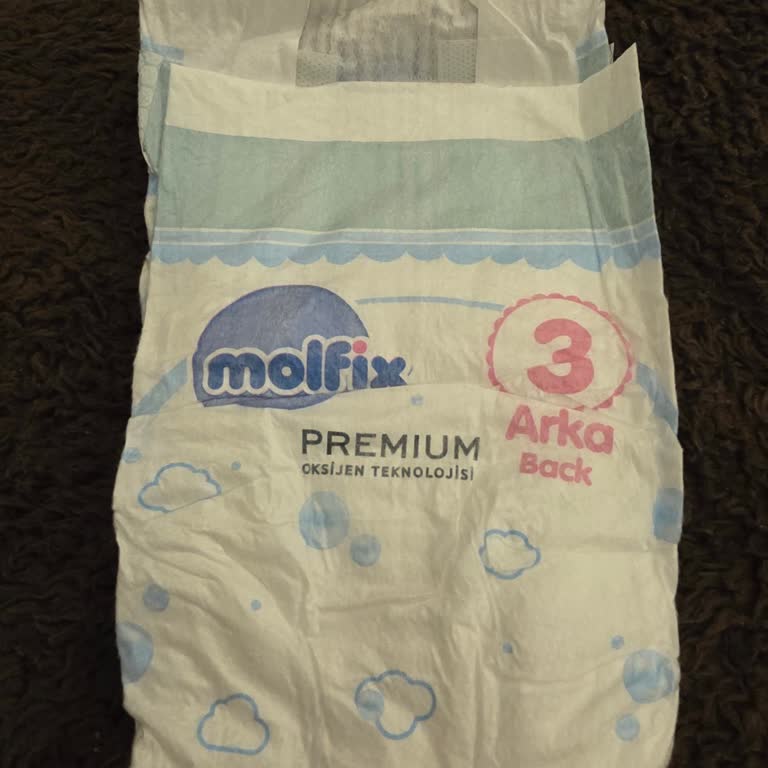 molfix
3
Arka
Back
PREMIUM
OKSİJEN TEKNOLOJİSİ